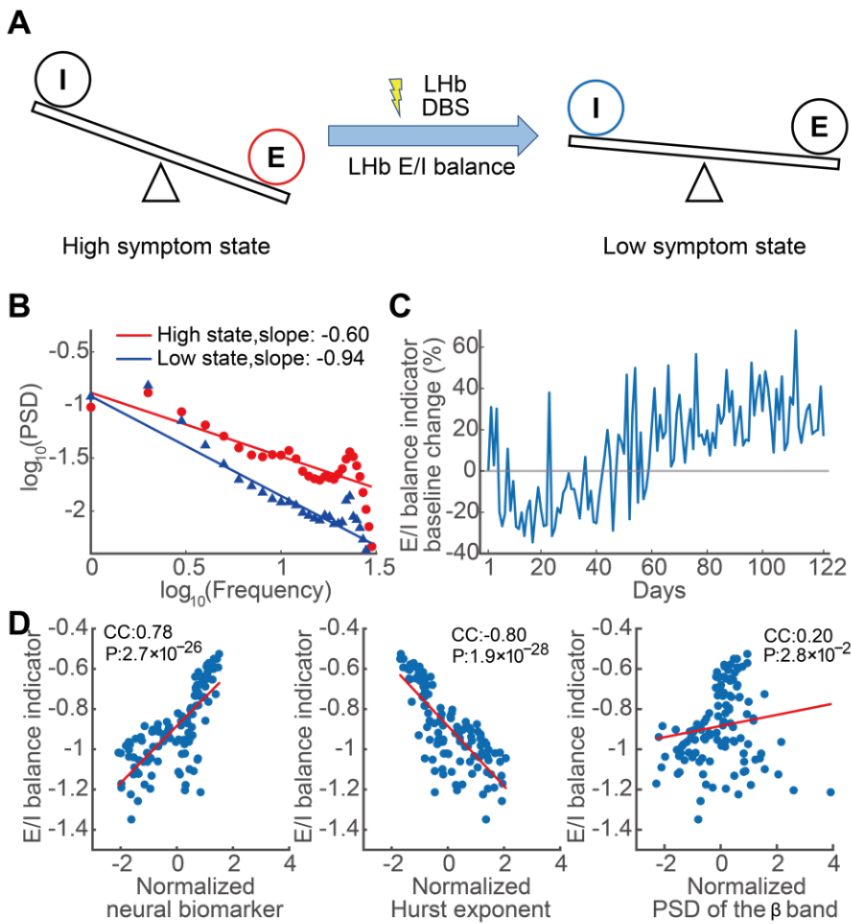 A
I
E
LHb
DBS
LHb E/I balance
I
E
High symptom state
Low symptom state
B
High state,slope: -0.60
Low state,slope: -0.94
log10(PSD)
-0.5
-1
-1.5
-2
0
0.5
1.0
1.5
log10(Frequency)
C
E/I balance indicator
baseline change (%)
60
40
20
0
-20
-40
1
20
40
60
80
100
122
Days
D
E/I balance indicator
-0.4
-0.6
-0.8
-1
-1.2
-1.4
CC:0.78
P:2.7×10⁻²⁶
-2
0
2
4
Normalized
neural biomarker
E/I balance indicator
-0.4
-0.6
-0.8
-1
-1.2
-1.4
CC:-0.80
P:1.9×10⁻²⁸
-2
0
2
4
Normalized
Hurst exponent
E/I balance indicator
-0.4
-0.6
-0.8
-1
-1.2
-1.4
CC:0.20
P:2.8×10⁻²
-2
0
2
4
Normalized
PSD of the β band